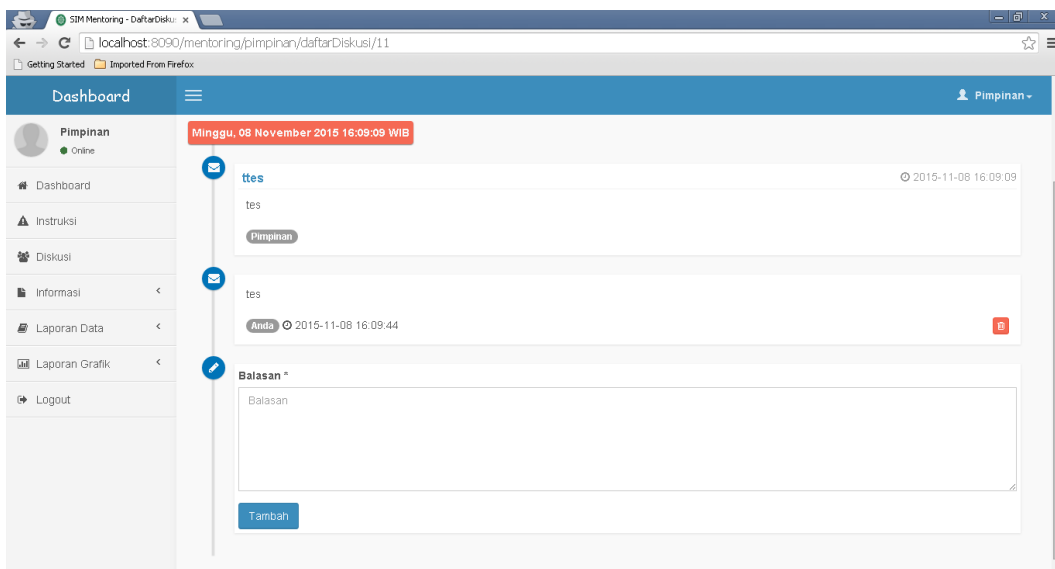 SIM Mentoring - DaftarDisku
localhost:8090/mentoring/pimpinan/daftarDiskusi/11
Getting Started Imported From Firefox
Dashboard
Pimpinan
Pimpinan
Online
Dashboard
Instruksi
Diskusi
Informasi
Laporan Data
Laporan Grafik
Logout
Minggu, 08 November 2015 16:09:09 WIB
ttes 2015-11-08 16:09:09
tes
Pimpinan
tes
Anda 2015-11-08 16:09:44
Balasan *
Balasan
Tambah